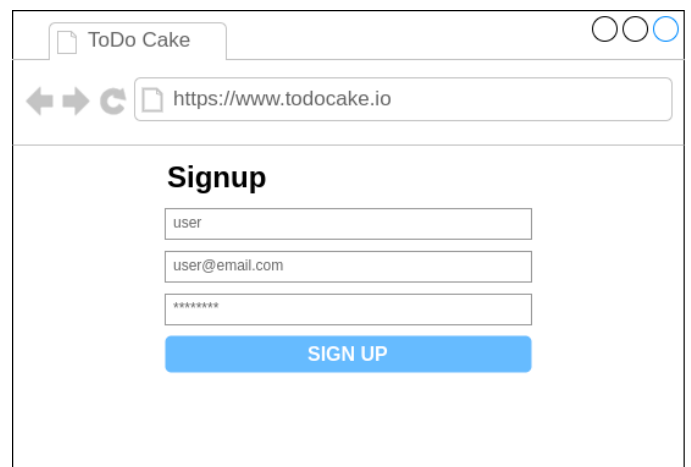 ToDo Cake
https://www.todocake.io
Signup
user
user@email.com
********
SIGN UP